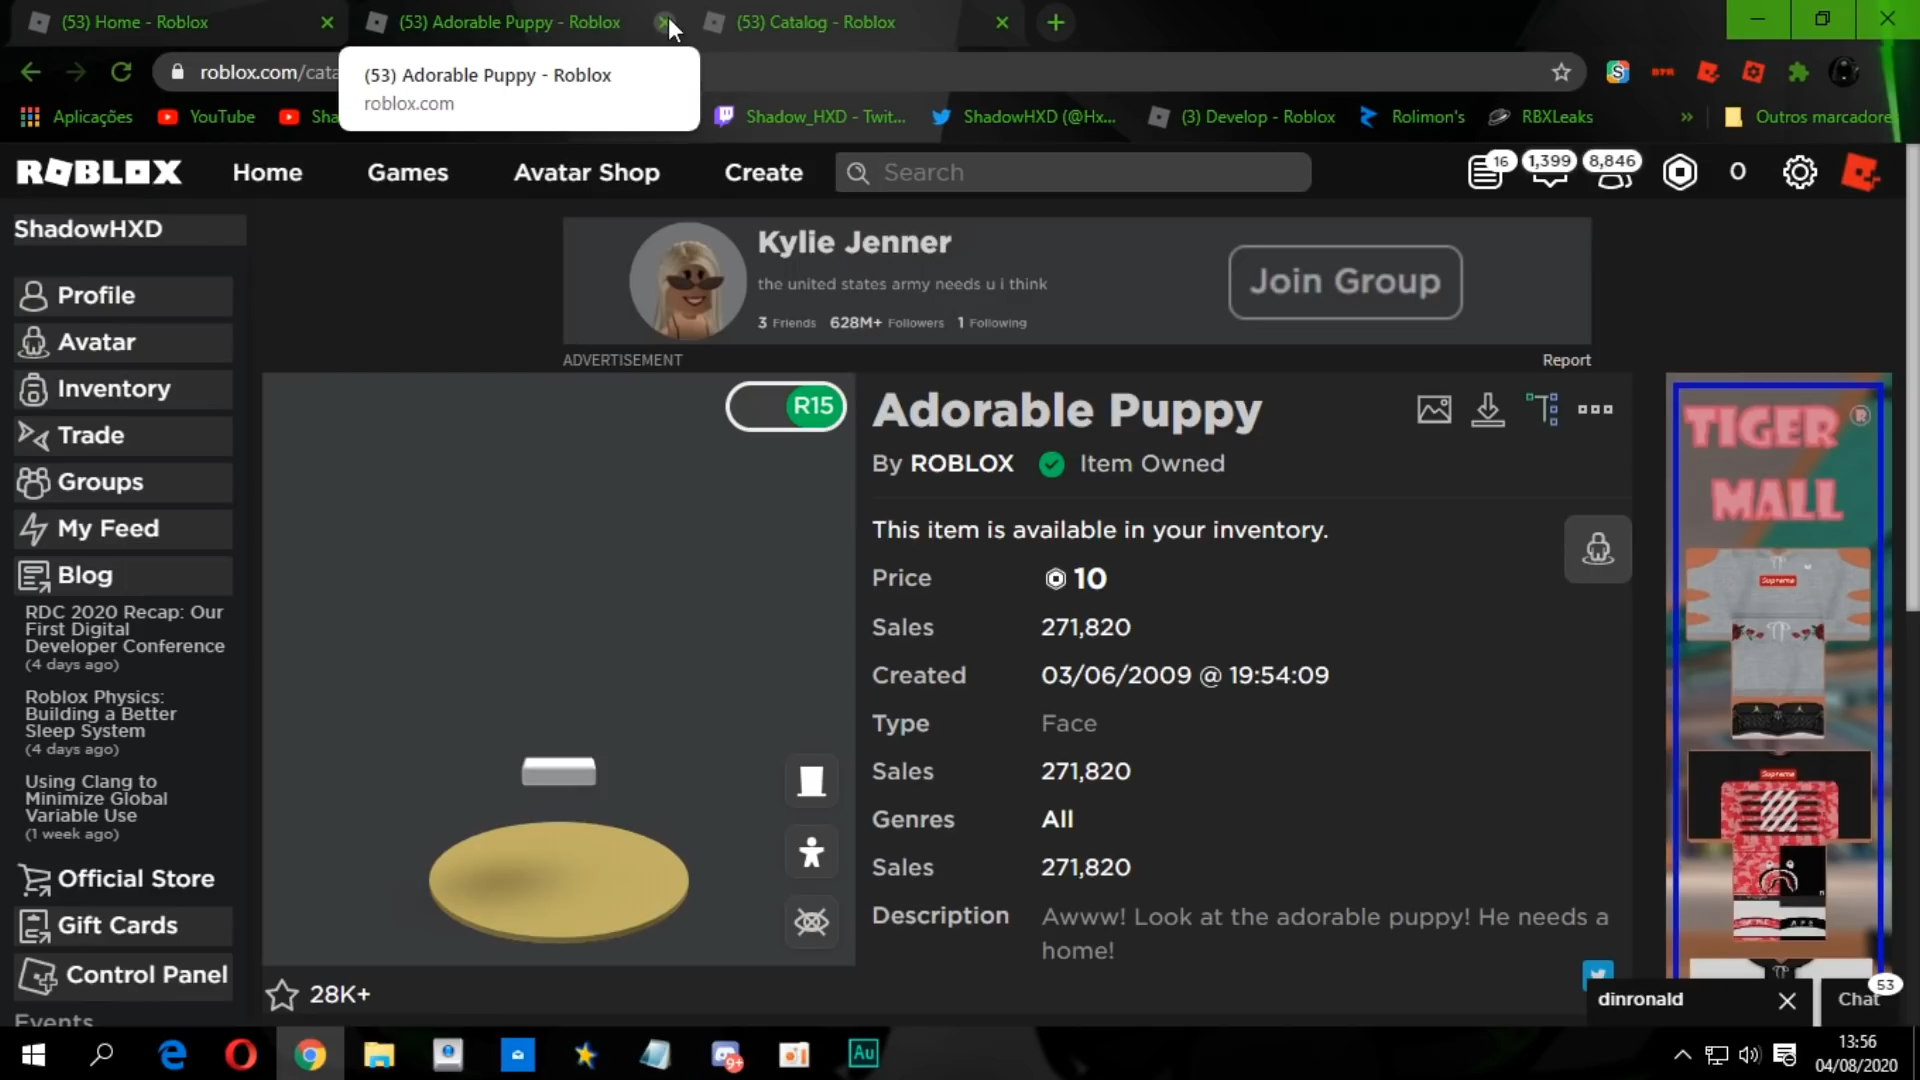 (53) Home - Roblox
(53) Adorable Puppy - Roblox
(53) Catalog - Roblox
roblox.com/cata
(53) Adorable Puppy - Roblox
roblox.com
Aplicações
YouTube
Sha
Shadow_HXD - Twit...
ShadowHXD (@Hx...
(3) Develop - Roblox
Rolimon's
RBXLeaks
»
Outros marcadore
ROBLOX
Home
Games
Avatar Shop
Create
Search
16
1,399
8,846
0
ShadowHXD
Profile
Avatar
Inventory
Trade
Groups
My Feed
Blog
RDC 2020 Recap: Our
First Digital
Developer Conference
(4 days ago)
Roblox Physics:
Building a Better
Sleep System
(4 days ago)
Using Clang to
Minimize Global
Variable Use
(1 week ago)
Official Store
Gift Cards
Control Panel
Events
Kylie Jenner
the united states army needs u i think
3 Friends 628M+ Followers 1 Following
Join Group
ADVERTISEMENT
Report
R15
28K+
Adorable Puppy
By ROBLOX Item Owned
This item is available in your inventory.
Price 10
Sales 271,820
Created 03/06/2009 @ 19:54:09
Type Face
Sales 271,820
Genres All
Sales 271,820
Description Awww! Look at the adorable puppy! He needs a
home!
TIGER ®
MALL
Supreme
Supreme
dinronald
Chat
53
9+
Au
13:56
04/08/2020